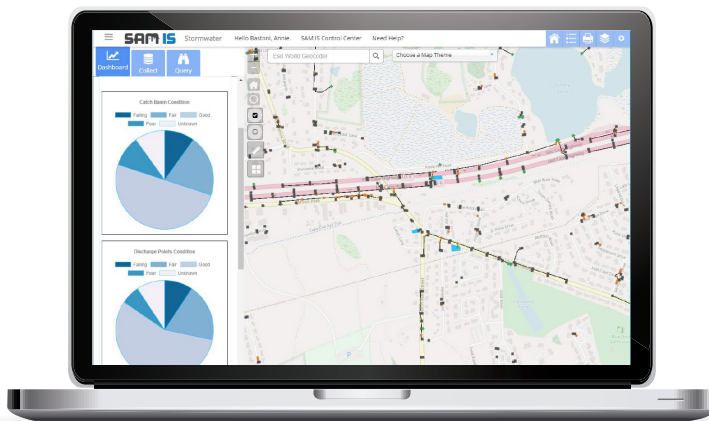 SAM IS Stormwater Hello Bastani, Annie. SAM IS Control Center Need Help?
Dashboard Collect Query
Esri World Geocoder
Choose a Map Theme
Catch Basin Condition
Failing Fair Good
Poor Unknown
Discharge Points Condition
Failing Fair Good
Poor Unknown
P